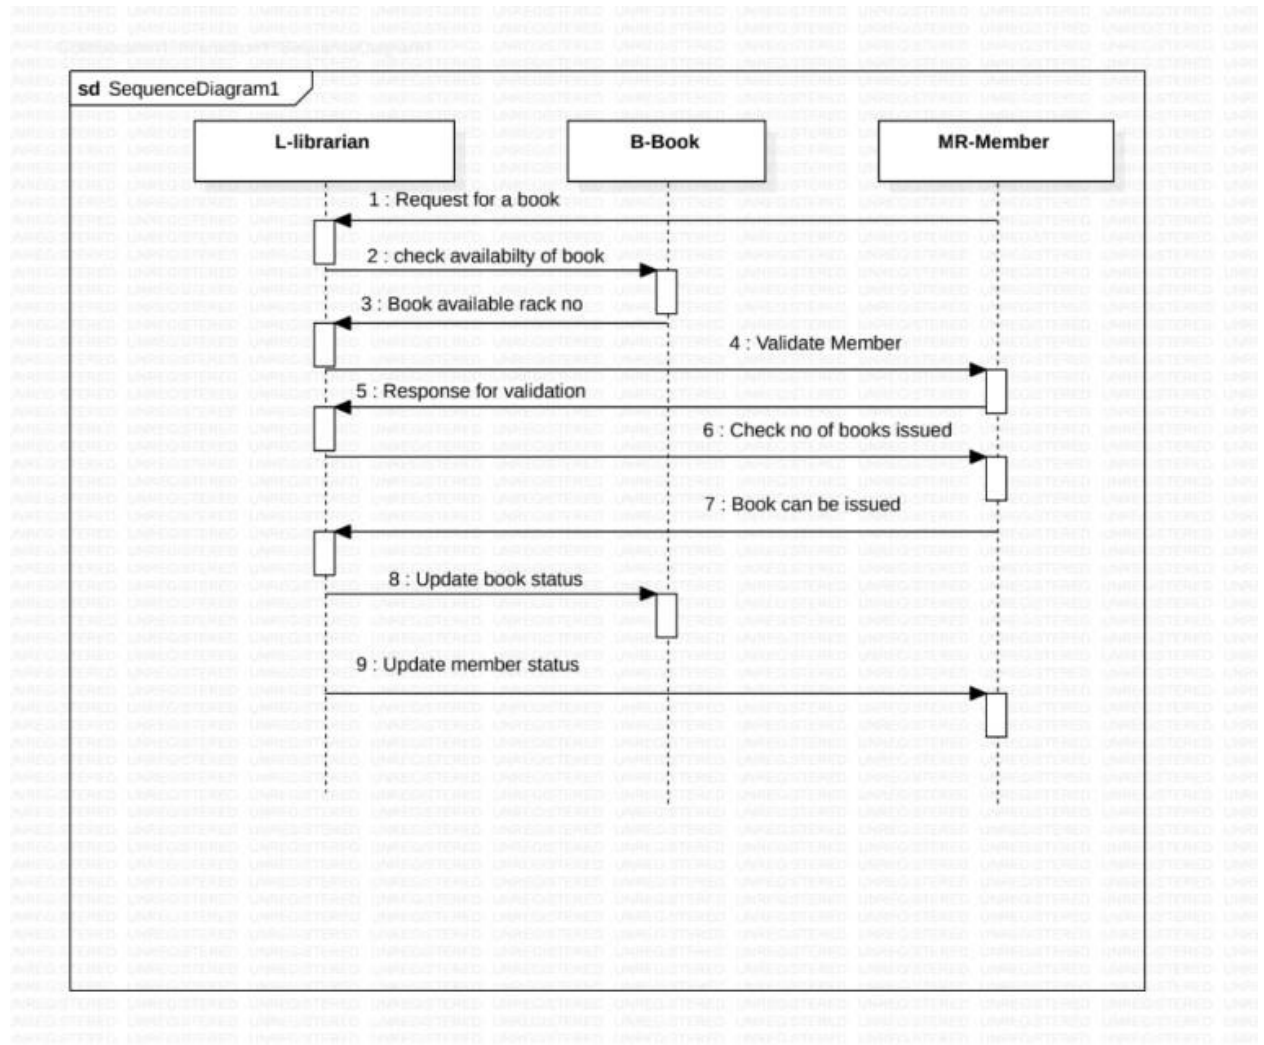 sd SequenceDiagram1
L-librarian
B-Book
MR-Member
1 : Request for a book
2 : check availabilty of book
3 : Book available rack no
4 : Validate Member
5 : Response for validation
6 : Check no of books issued
7 : Book can be issued
8 : Update book status
9 : Update member status